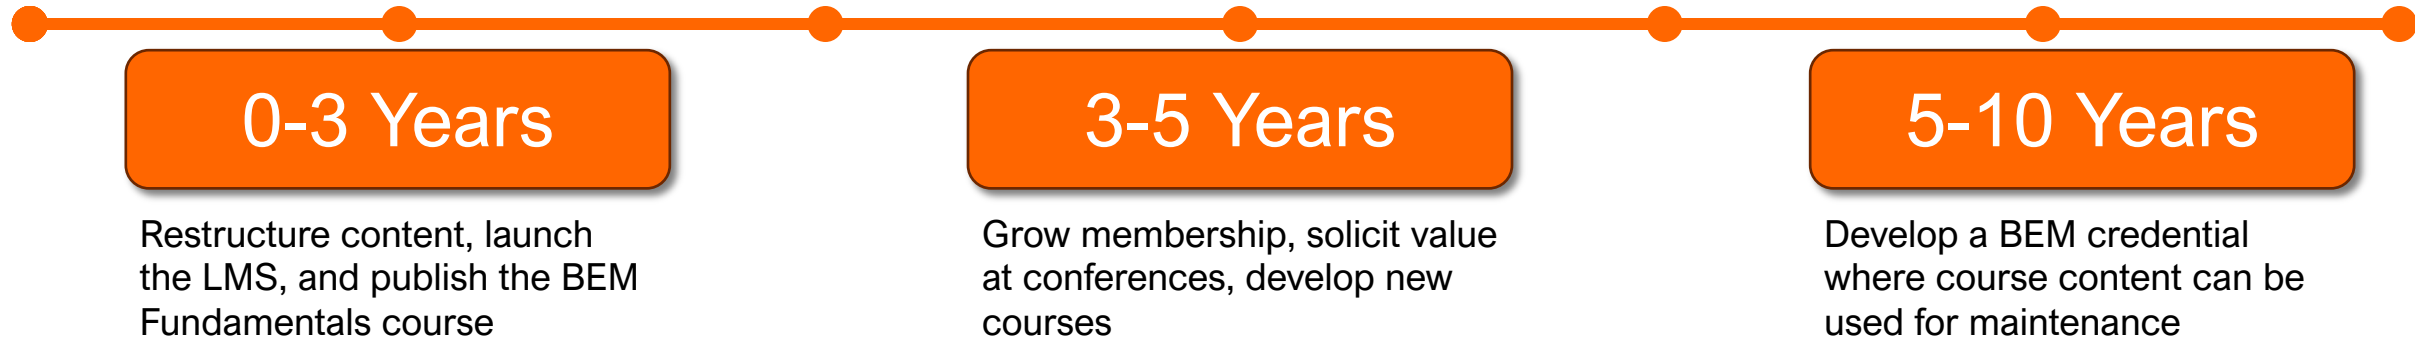 0-3 Years
Restructure content, launch
the LMS, and publish the BEM
Fundamentals course
3-5 Years
Grow membership, solicit value
at conferences, develop new
courses
5-10 Years
Develop a BEM credential
where course content can be
used for maintenance